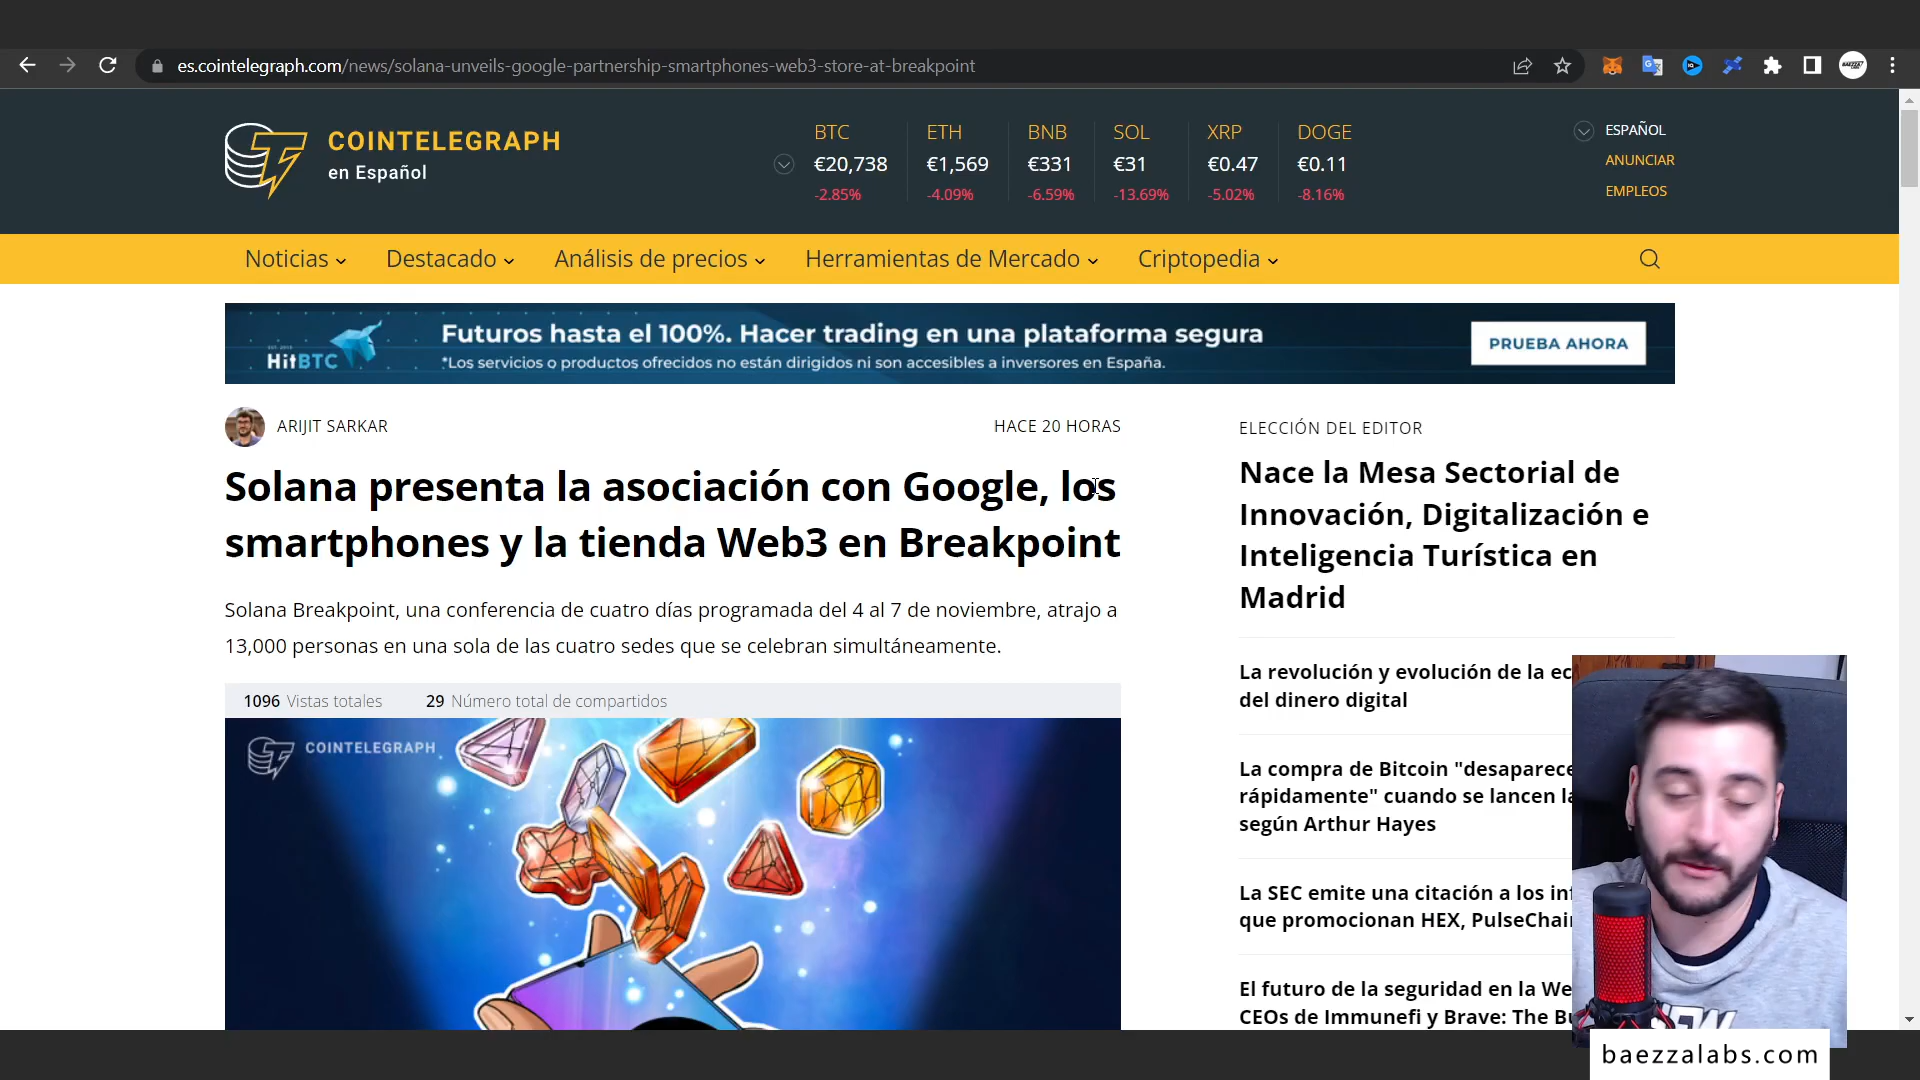 es.cointelegraph.com/news/solana-unveils-google-partnership-smartphones-web3-store-at-breakpoint
COINTELEGRAPH
en Español
BTC ETH BNB SOL XRP DOGE
€20,738 €1,569 €331 €31 €0.47 €0.11
-2.85% -4.09% -6.59% -13.69% -5.02% -8.16%
ESPAÑOL
ANUNCIAR
EMPLEOS
Noticias Destacado Análisis de precios Herramientas de Mercado Criptopedia
HitBTC
Futuros hasta el 100%. Hacer trading en una plataforma segura
*Los servicios o productos ofrecidos no están dirigidos ni son accesibles a inversores en España.
PRUEBA AHORA
ARIJIT SARKAR
HACE 20 HORAS
Solana presenta la asociación con Google, los
smartphones y la tienda Web3 en Breakpoint
Solana Breakpoint, una conferencia de cuatro días programada del 4 al 7 de noviembre, atrajo a
13,000 personas en una sola de las cuatro sedes que se celebran simultáneamente.
1096 Vistas totales 29 Número total de compartidos
COINTELEGRAPH
ELECCIÓN DEL EDITOR
Nace la Mesa Sectorial de
Innovación, Digitalización e
Inteligencia Turística en
Madrid
La revolución y evolución de la ec
del dinero digital
La compra de Bitcoin "desaparece
rápidamente" cuando se lancen la
según Arthur Hayes
La SEC emite una citación a los in
que promocionan HEX, PulseChai
El futuro de la seguridad en la We
CEOs de Immunefi y Brave: The B
baezzalabs.com